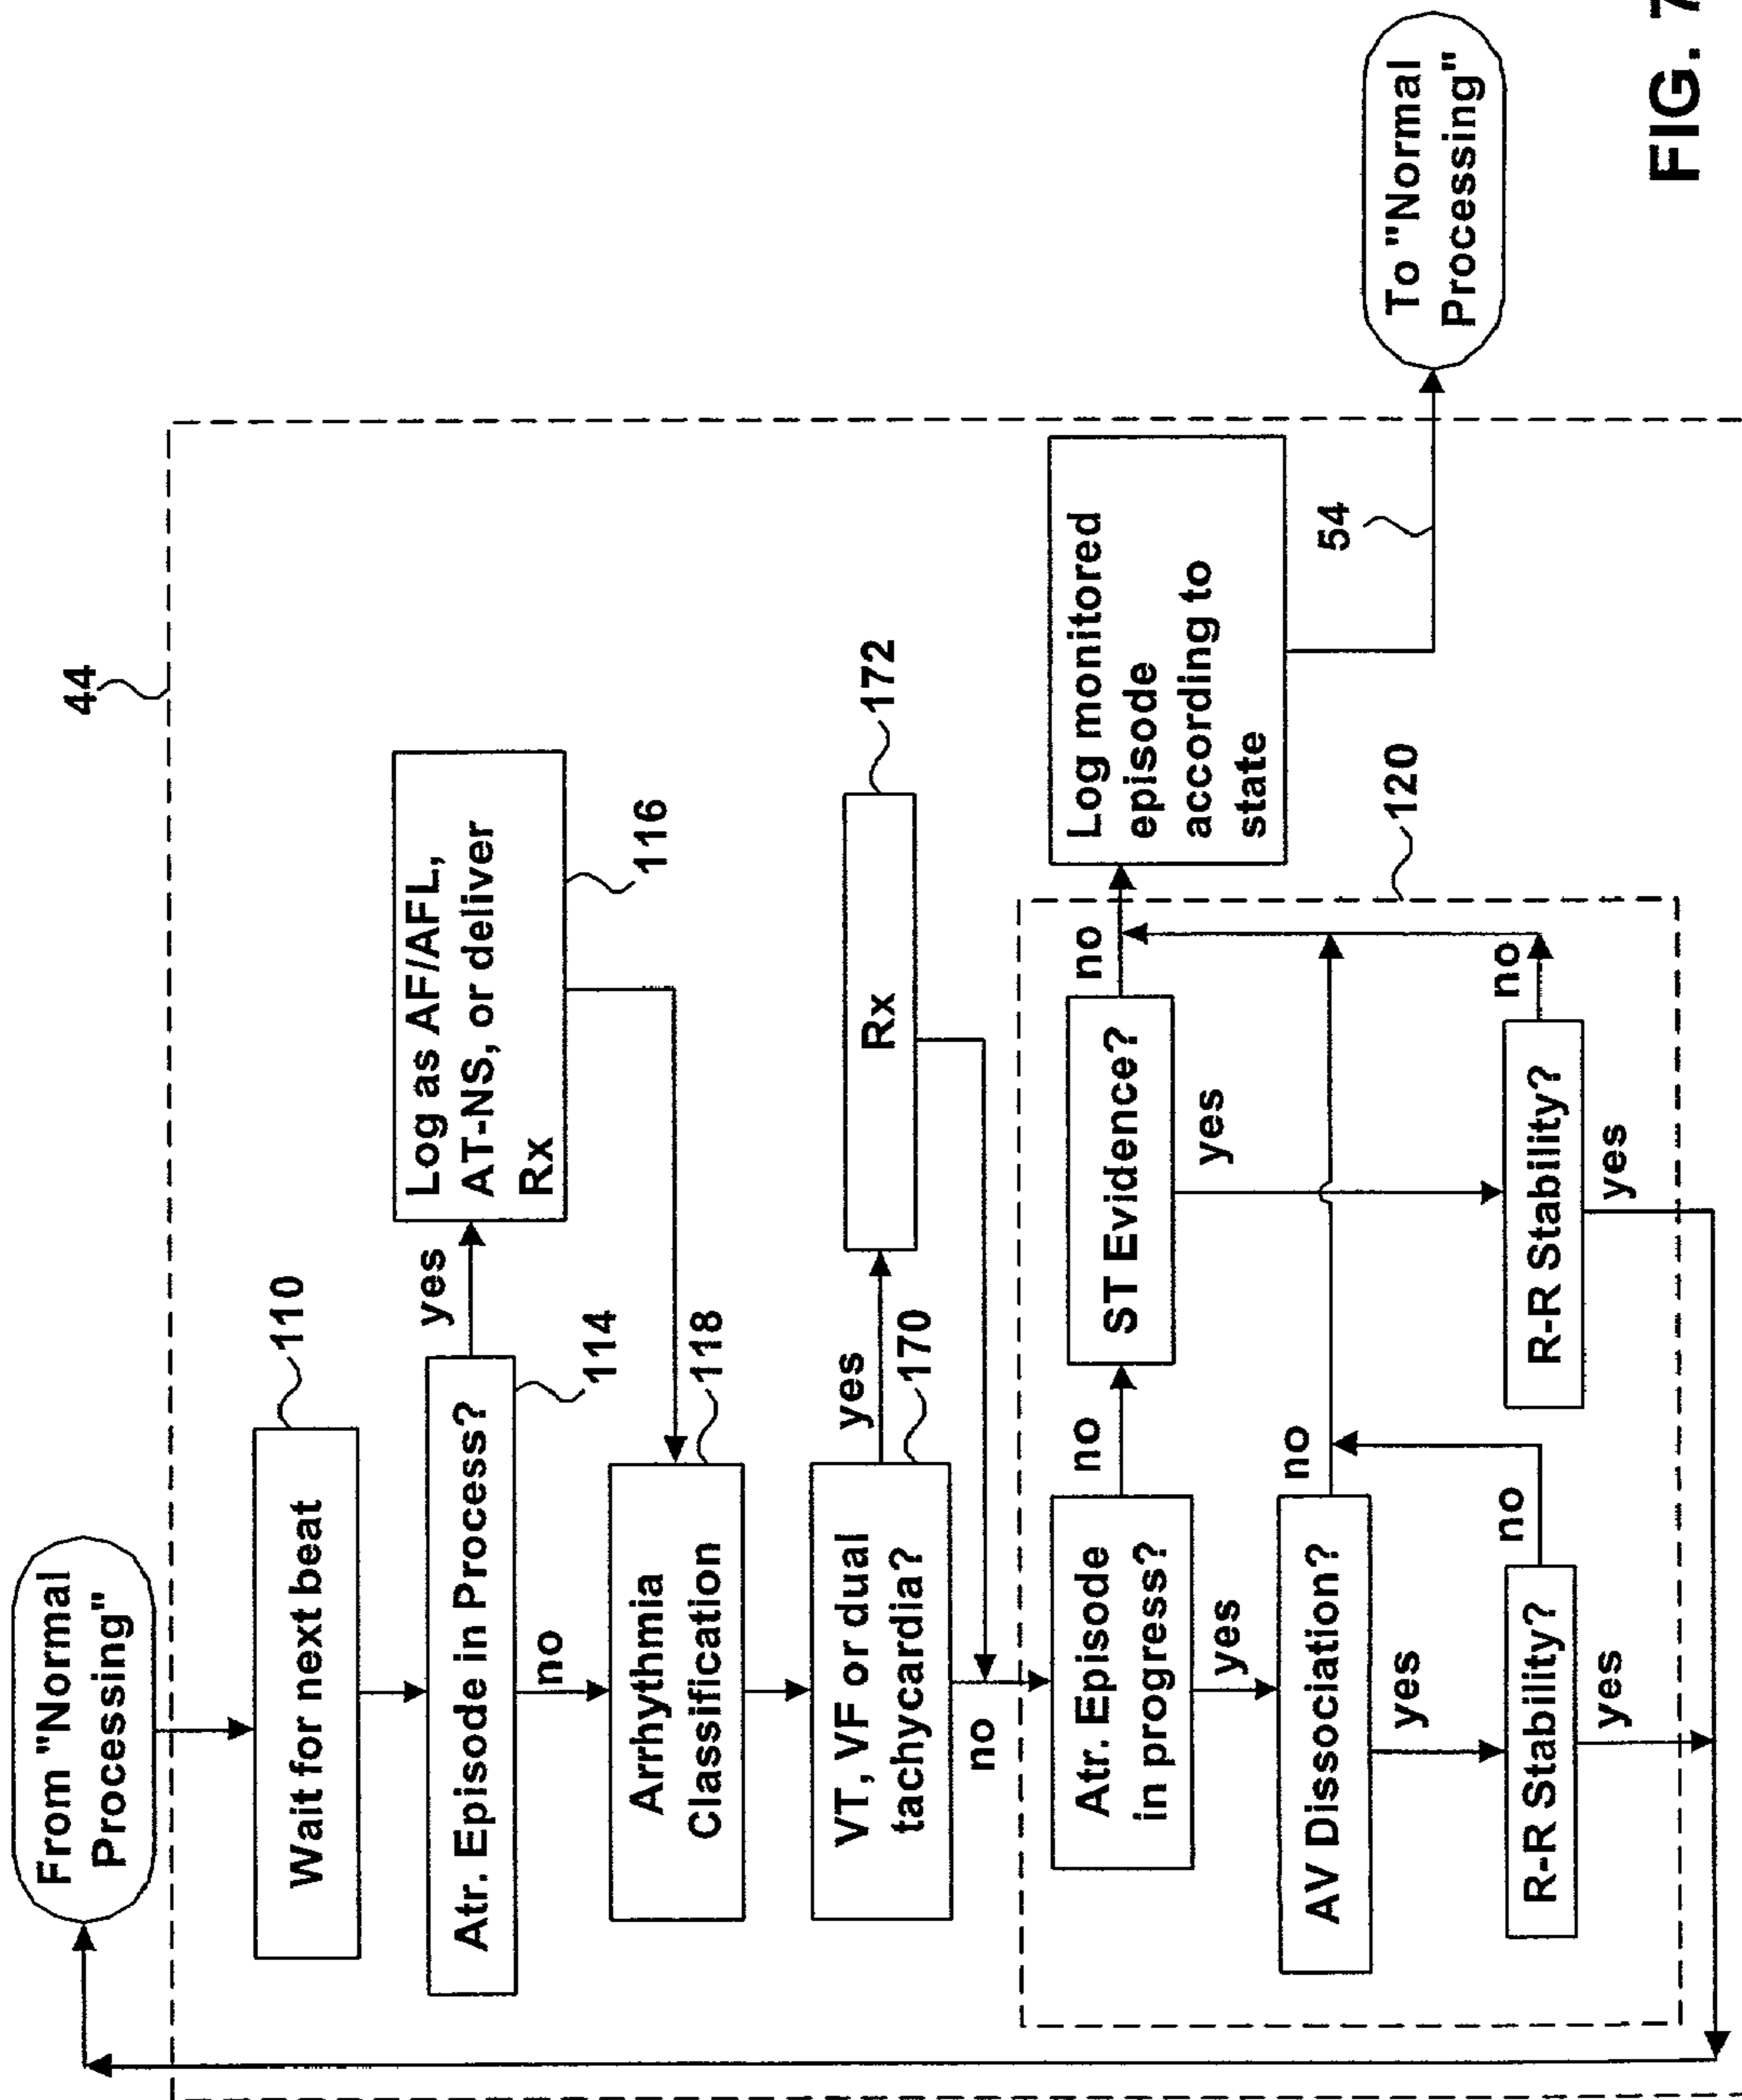 From "Normal
Processing"
44
Wait for next beat
110
Atr. Episode in Process?
yes
114
no
Log as AF/AFL,
AT-NS, or deliver
Rx
116
Arrhythmia
Classification
118
VT, VF or dual
tachycardia?
yes
170
no
Rx
172
Atr. Episode
in progress?
no
yes
ST Evidence?
no
yes
Log monitored
episode
according to
state
AV Dissociation?
no
yes
120
54
R-R Stability?
no
yes
R-R Stability?
no
yes
To "Normal
Processing"
FIG. 7